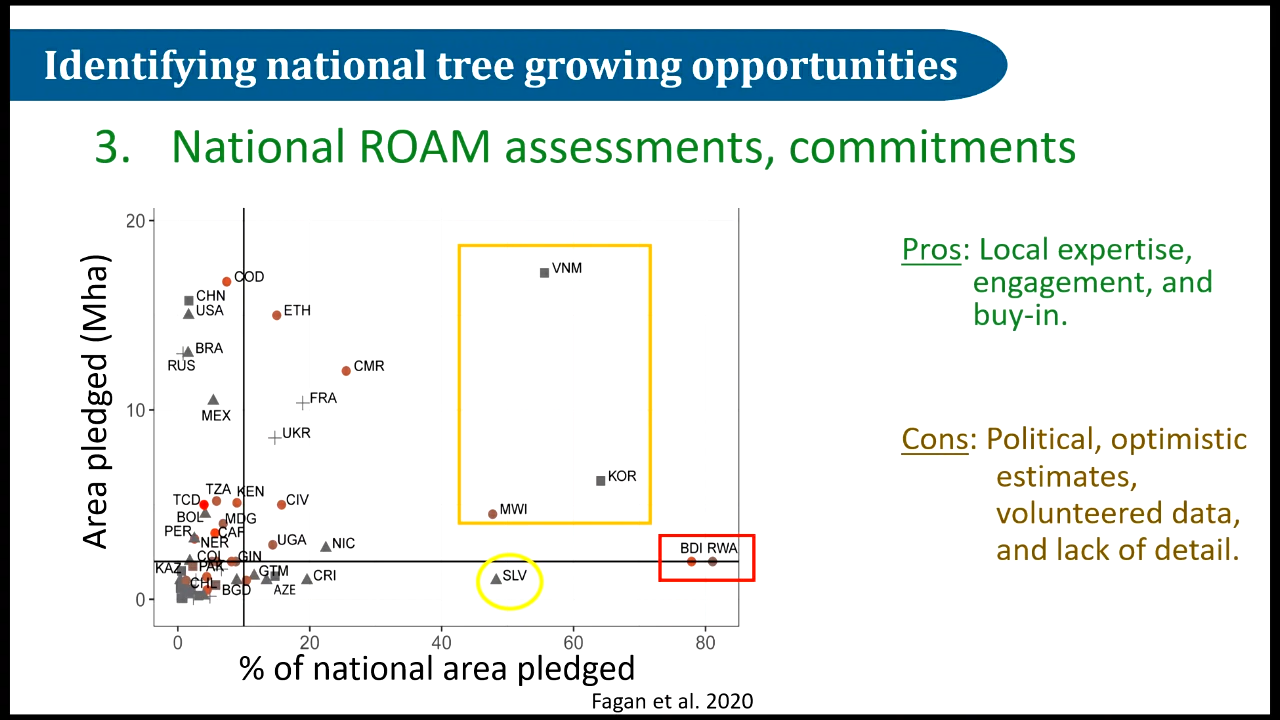 Identifying national tree growing opportunities
3. National ROAM assessments, commitments
Area pledged (Mha)
20
10
0
COD
CHN
USA
ETH
BRA
RUS
CMR
MEX
FRA
UKR
VNM
KOR
MWI
TZA
KEN
TCD
CIV
BOL
MDG
PER
CAF
NER
UGA
NIC
BDI RWA
COL
GIN
KAZ
PAK
GTM
CRI
SLV
CHL
BGD
AZE
0
20
40
60
80
% of national area pledged
Fagan et al. 2020
Pros: Local expertise,
engagement, and
buy-in.
Cons: Political, optimistic
estimates,
volunteered data,
and lack of detail.